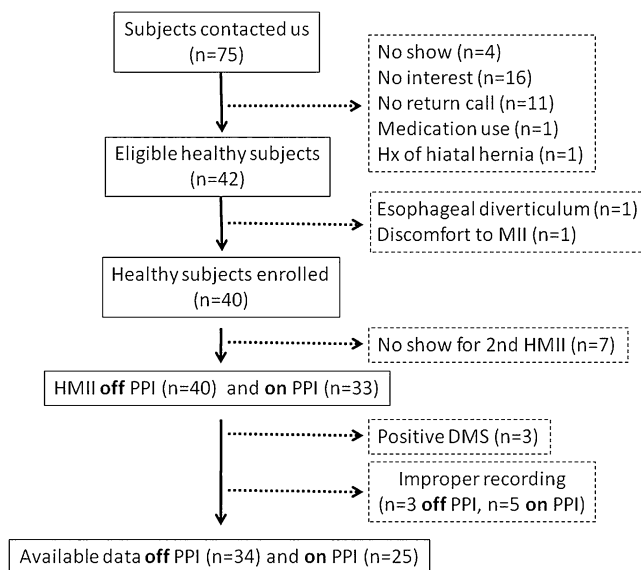 Subjects contacted us
(n=75)
No show (n=4)
No interest (n=16)
No return call (n=11)
Medication use (n=1)
Hx of hiatal hernia (n=1)
Eligible healthy subjects
(n=42)
Esophageal diverticulum (n=1)
Discomfort to MII (n=1)
Healthy subjects enrolled
(n=40)
No show for 2nd HMII (n=7)
HMII off PPI (n=40) and on PPI (n=33)
Positive DMS (n=3)
Improper recording
(n=3 off PPI, n=5 on PPI)
Available data off PPI (n=34) and on PPI (n=25)